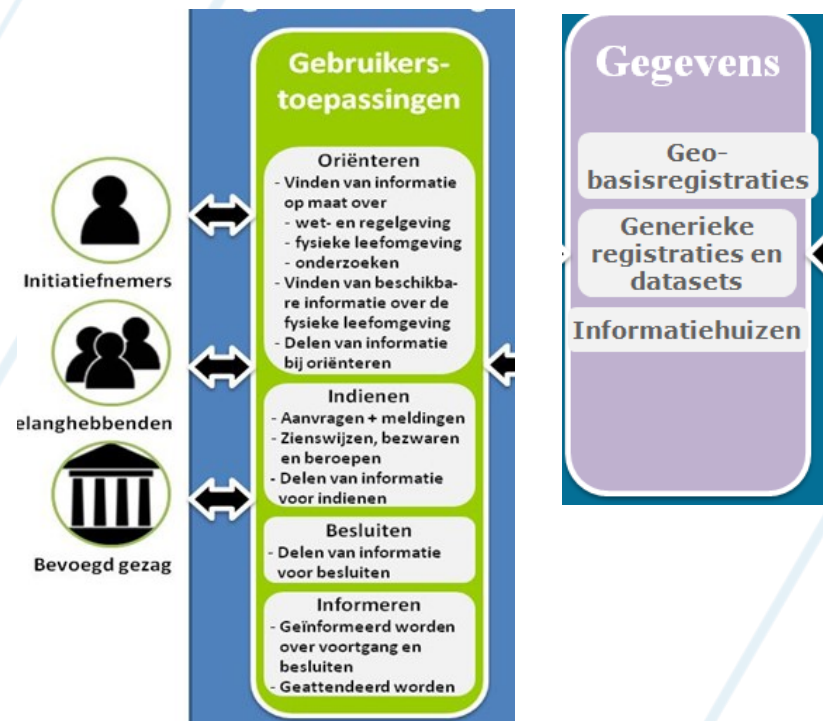 Gebruikers-
toepassingen
Oriënteren
- Vinden van informatie
op maat over
- wet- en regelgeving
- fysieke leefomgeving
- onderzoeken
- Vinden van beschikba-
re informatie over de
fysieke leefomgeving
- Delen van informatie
bij oriënteren
Indienen
- Aanvragen + meldingen
- Zienswijzen, bezwaren
en beroepen
- Delen van informatie
voor indienen
Besluiten
- Delen van informatie
voor besluiten
Informeren
- Geïnformeerd worden
over voortgang en
besluiten
- Geattendeerd worden
Initiatiefnemers
elanghebbenden
Bevoegd gezag
Gegevens
Geo-
basisregistraties
Generieke
registraties en
datasets
Informatiehuizen